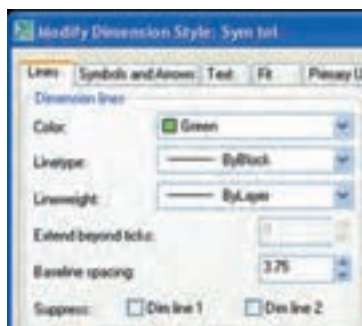 Modify Dimension Style: Sym tol
Lines Symbols and Arrows Text Fit Primary U
Dimension lines
Color: Green
Linetype: ByBlock
Lineweight: ByLayer
Extend beyond ticks:
Baseline spacing: 3.75
Suppress: Dim line 1 Dim line 2